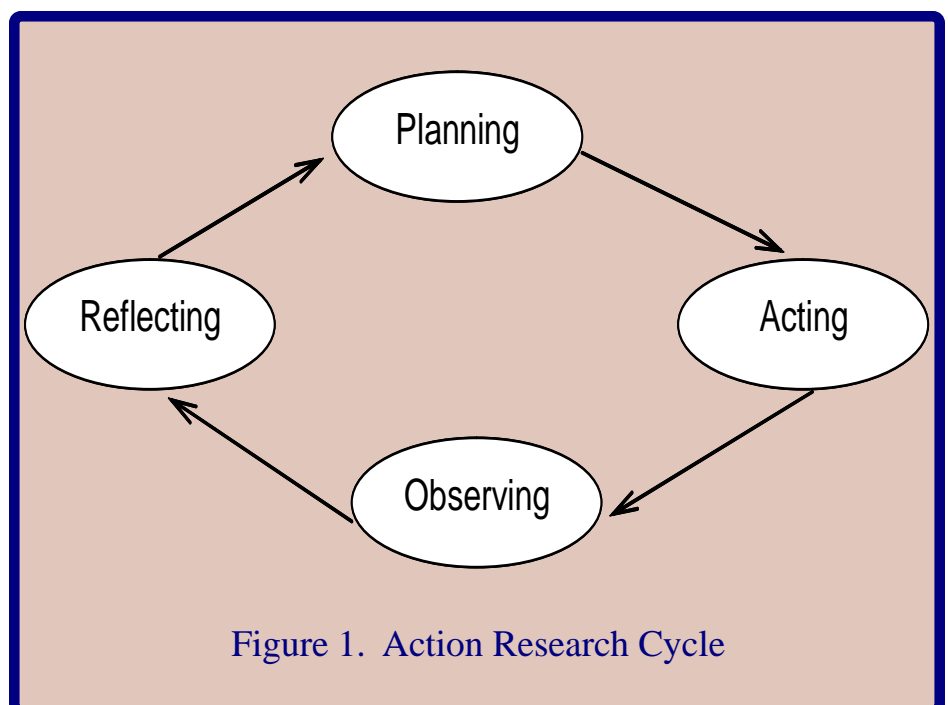 Planning
Reflecting
Acting
Observing
Figure 1.  Action Research Cycle